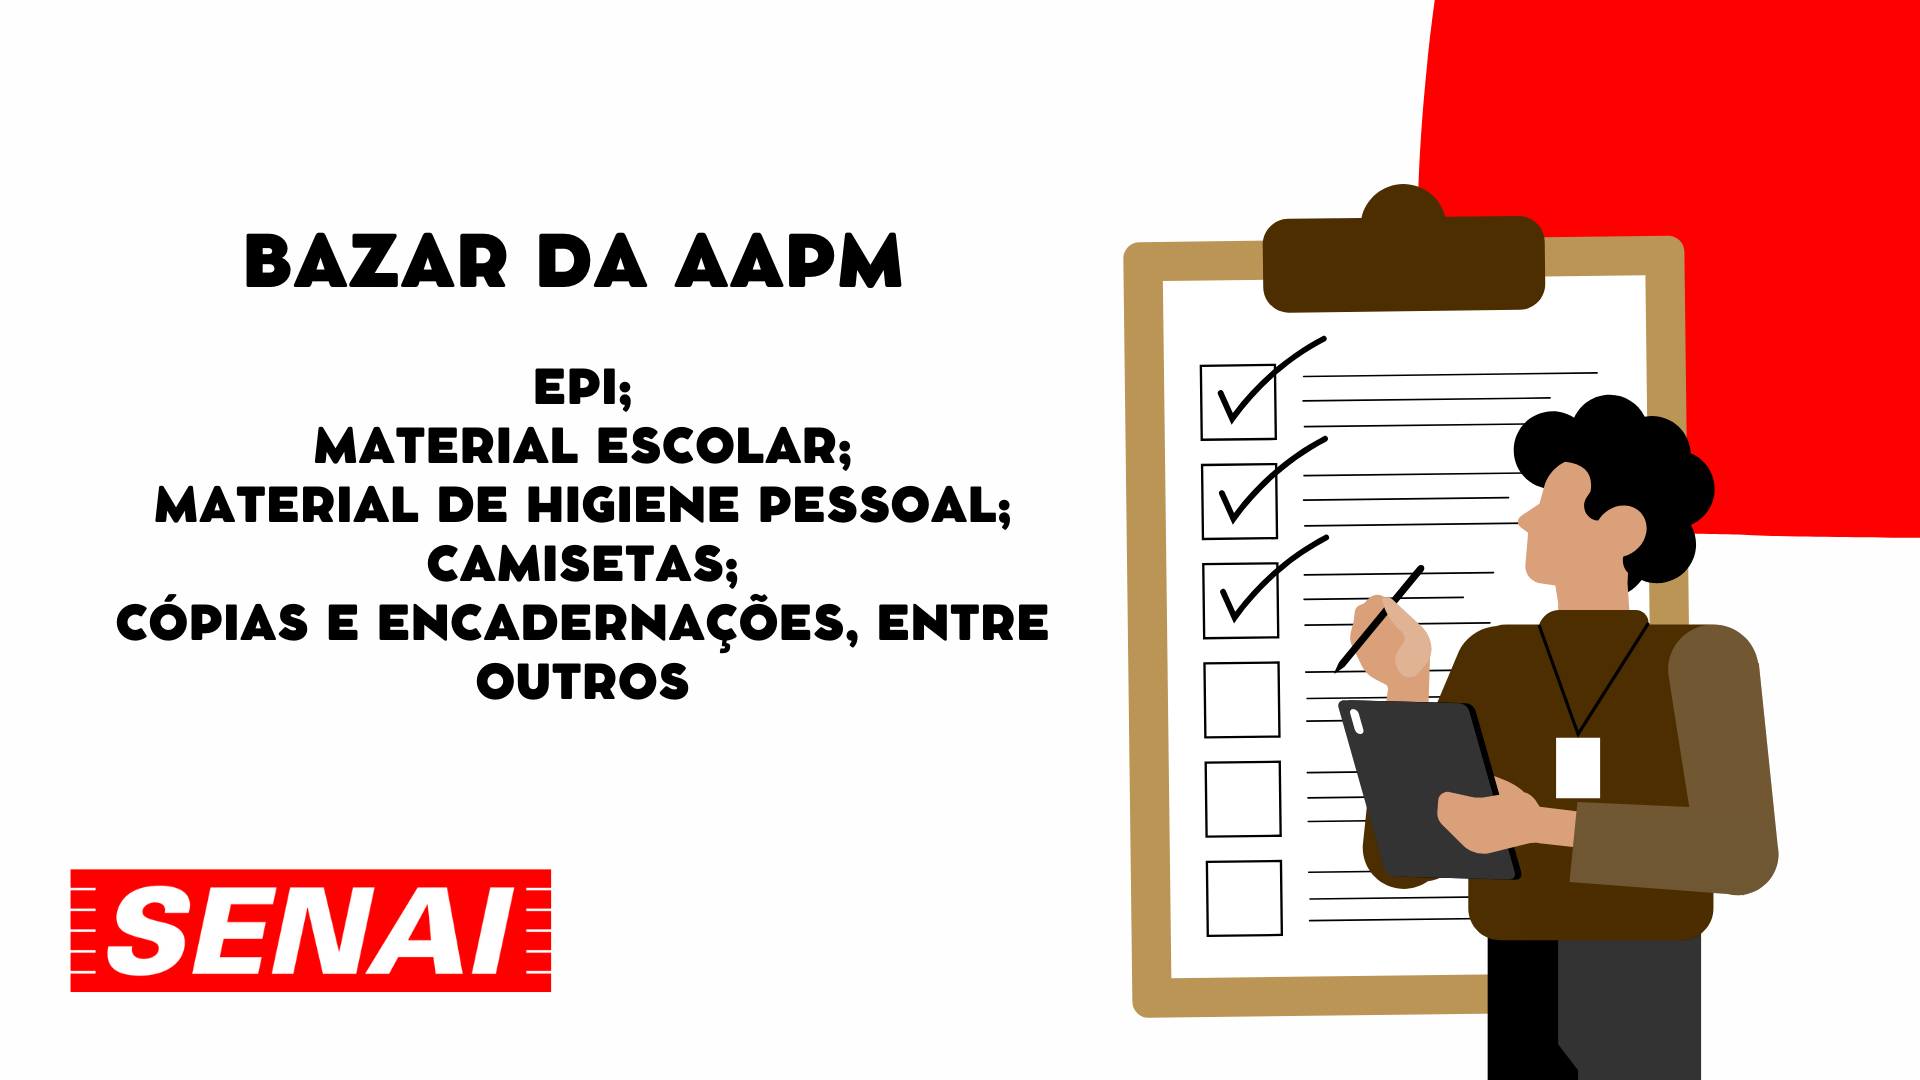 BAZAR DA AAPM
EPI;
MATERIAL ESCOLAR;
MATERIAL DE HIGIENE PESSOAL;
CAMISETAS;
CÓPIAS E ENCADERNAÇÕES, ENTRE
OUTROS
SENAI